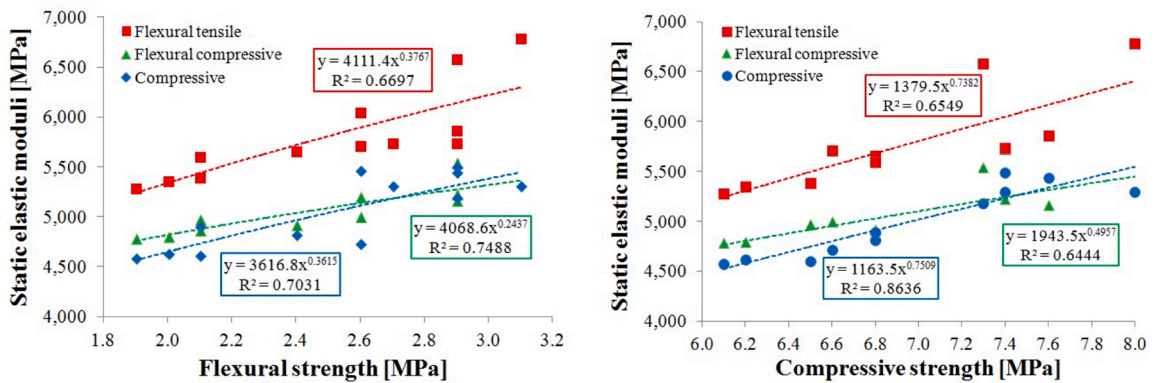 7,000
6,500
6,000
5,500
5,000
4,500
4,000
Static elastic moduli [MPa]
Flexural tensile
Flexural compressive
Compressive
y = 4111.4x^0.3767
R² = 0.6697
y = 4068.6x^0.2437
R² = 0.7488
y = 3616.8x^0.3615
R² = 0.7031
1.8 2.0 2.2 2.4 2.6 2.8 3.0 3.2
Flexural strength [MPa]
7,000
6,500
6,000
5,500
5,000
4,500
4,000
Static elastic moduli [MPa]
Flexural tensile
Flexural compressive
Compressive
y = 1379.5x^0.7382
R² = 0.6549
y = 1943.5x^0.4957
R² = 0.6444
y = 1163.5x^0.7509
R² = 0.8636
6.0 6.2 6.4 6.6 6.8 7.0 7.2 7.4 7.6 7.8 8.0
Compressive strength [MPa]